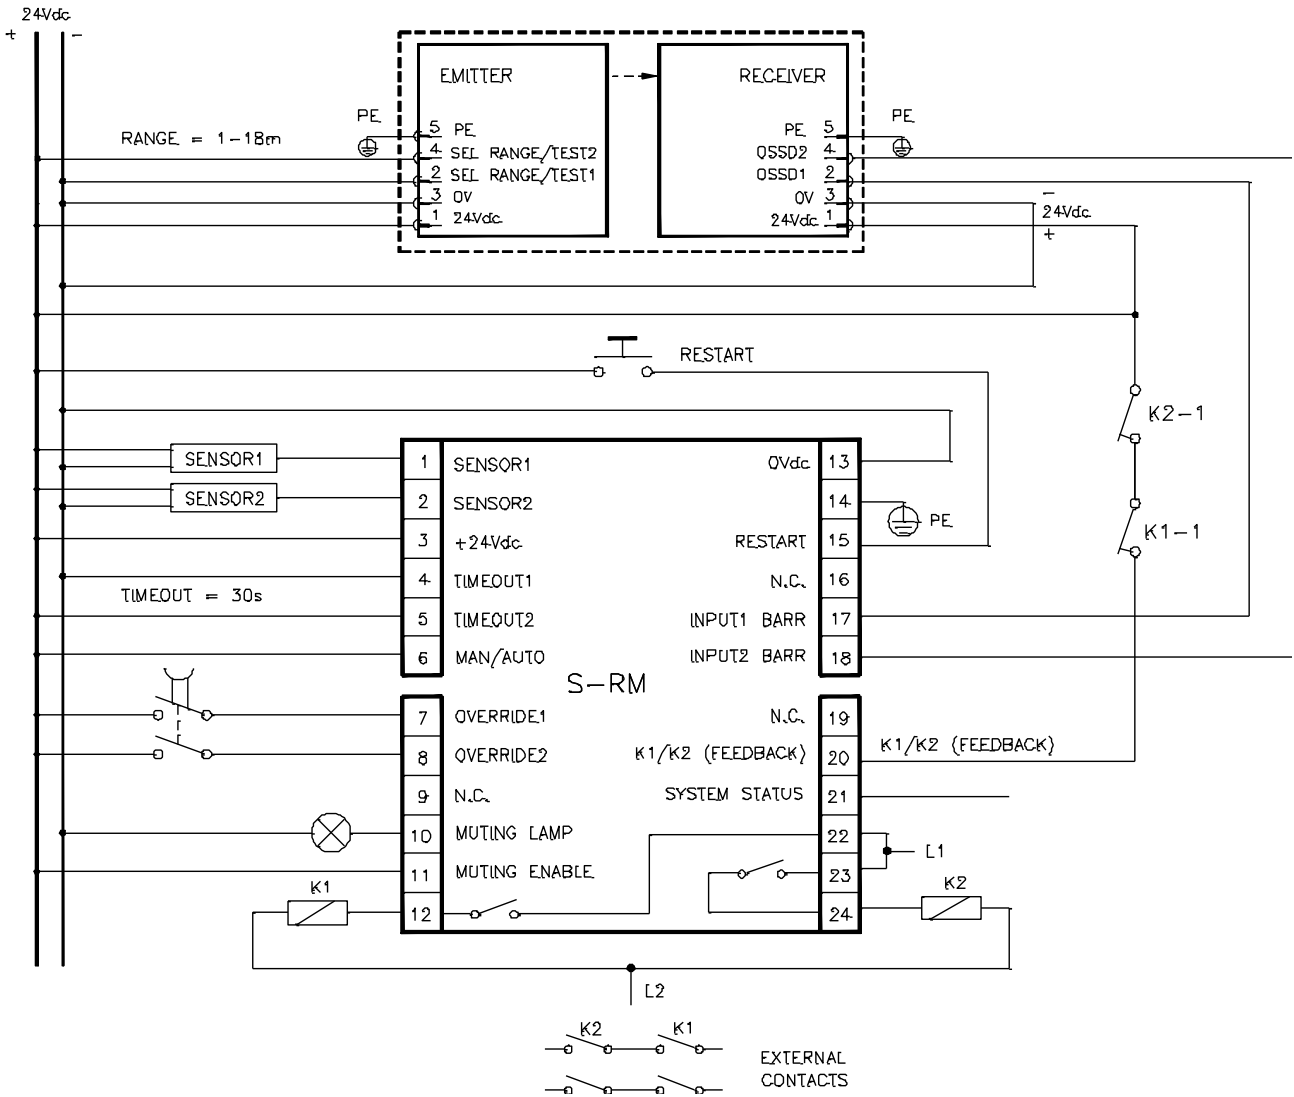 24Vdc
+ -
EMITTER
RECEIVER
PE
PE
RANGE = 1-18m
5 PE
4 SEL RANGE/TEST2
2 SEL RANGE/TEST1
3 0V
1 24Vdc
PE 5
OSSD2 4
OSSD1 2
0V 3
24Vdc 1
-
24Vdc
+
RESTART
K2-1
K1-1
SENSOR1
SENSOR2
TIMEOUT = 30s
1 SENSOR1
2 SENSOR2
3 +24Vdc
4 TIMEOUT1
5 TIMEOUT2
6 MAN/AUTO
0Vdc 13
14 PE
RESTART 15
N.C. 16
INPUT1 BARR 17
INPUT2 BARR 18
S-RM
7 OVERRIDE1
8 OVERRIDE2
9 N.C.
10 MUTING LAMP
11 MUTING ENABLE
12
N.C. 19
K1/K2 (FEEDBACK) 20 K1/K2 (FEEDBACK)
SYSTEM STATUS 21
22
23
24
L1
K1
K2
L2
K2 K1
EXTERNAL
CONTACTS